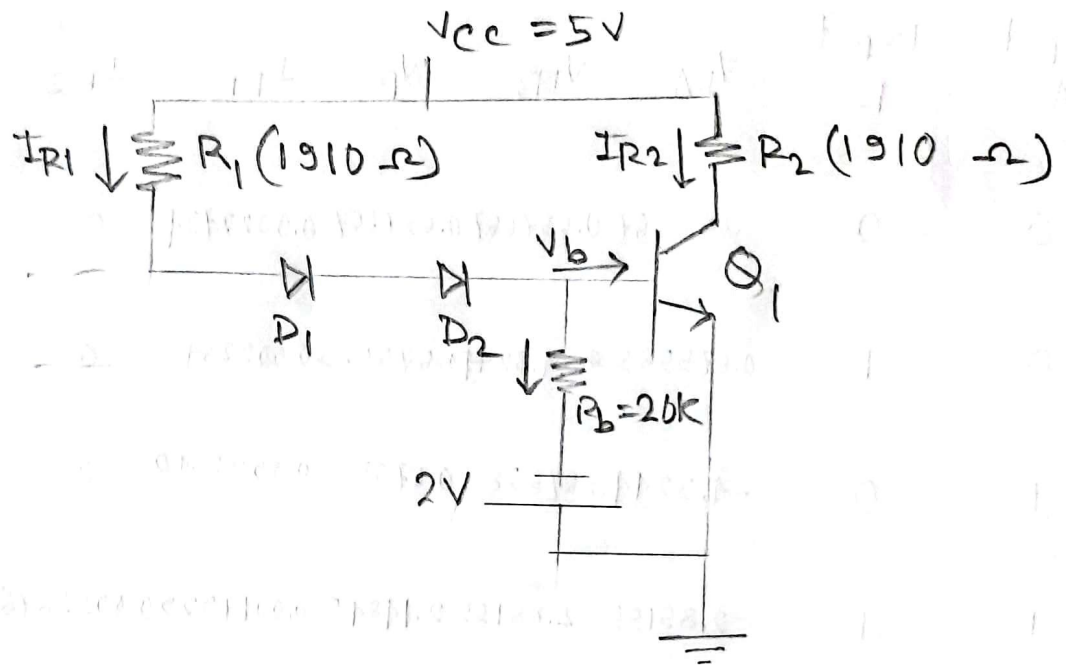 VCC = 5V
IR1 R1 (1910 Ω)
IR2 R2 (1910 Ω)
Vb
Q1
D1
D2
Rb=20K
2V